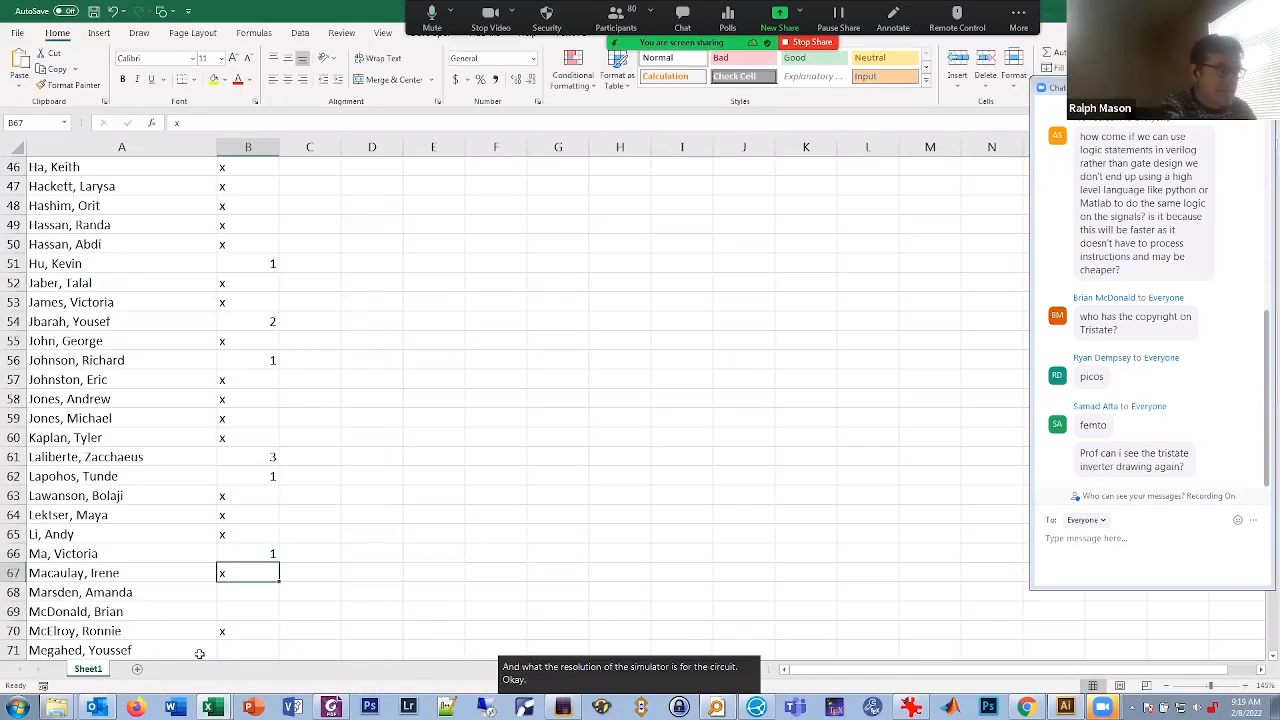 AutoSave Off
Mute
Stop Video
Security
Participants 80
Chat
Polls
New Share
Pause Share
Annotate
Remote Control
More
You are screen sharing
Stop Share
File Home Insert Draw
Cut
Copy
Paste
Format Painter
Calibri 11
B I U
Merge & Center
$ % 9
Conditional Formatting
Format as Table
Normal Bad Good Neutral
Calculation Check Cell Explanatory ... Input
Insert Delete Format
Clipboard Font Alignment Number Styles Cells
Ralph Mason
B67 fx x
A B C E F G H K M N
46 Ha, Keith x
47 Hackett, Larysa x
48 Hashim, Orit x
49 Hassan, Randa x
50 Hassan, Abdi x
51 Hu, Kevin 1
52 Jaber, Talal x
53 James, Victoria x
54 Jbarah, Yousef 2
55 John, George x
56 Johnson, Richard 1
57 Johnston, Eric x
58 Jones, Andrew x
59 Jones, Michael x
60 Kaplan, Tyler x
61 Laliberte, Zacchaeus 3
62 Lapohos, Tunde 1
63 Lawanson, Bolaji x
64 Lektser, Maya x
65 Li, Andy x
66 Ma, Victoria 1
67 Macaulay, Irene x
68 Marsden, Amanda
69 McDonald, Brian
70 McElroy, Ronnie x
71 Megahed, Youssef
Sheet1
Ready
145%
And what the resolution of the simulator is for the circuit.
Okay.
Chat
AS
how come if we can use
logic statements in verilog
rather than gate design we
don't end up using a high
level language like python or
Matlab to do the same logic
on the signals? is it because
this will be faster as it
doesn't have to process
instructions and may be
cheaper?
Brian McDonald to Everyone
BM
who has the copyright on
Tristate?
Ryan Dempsey to Everyone
RD
picos
Samad Atta to Everyone
SA
femto
Prof can i see the tristate
inverter drawing again?
Who can see your messages? Recording On
To: Everyone
Type message here...
9:19 AM
2/8/2022